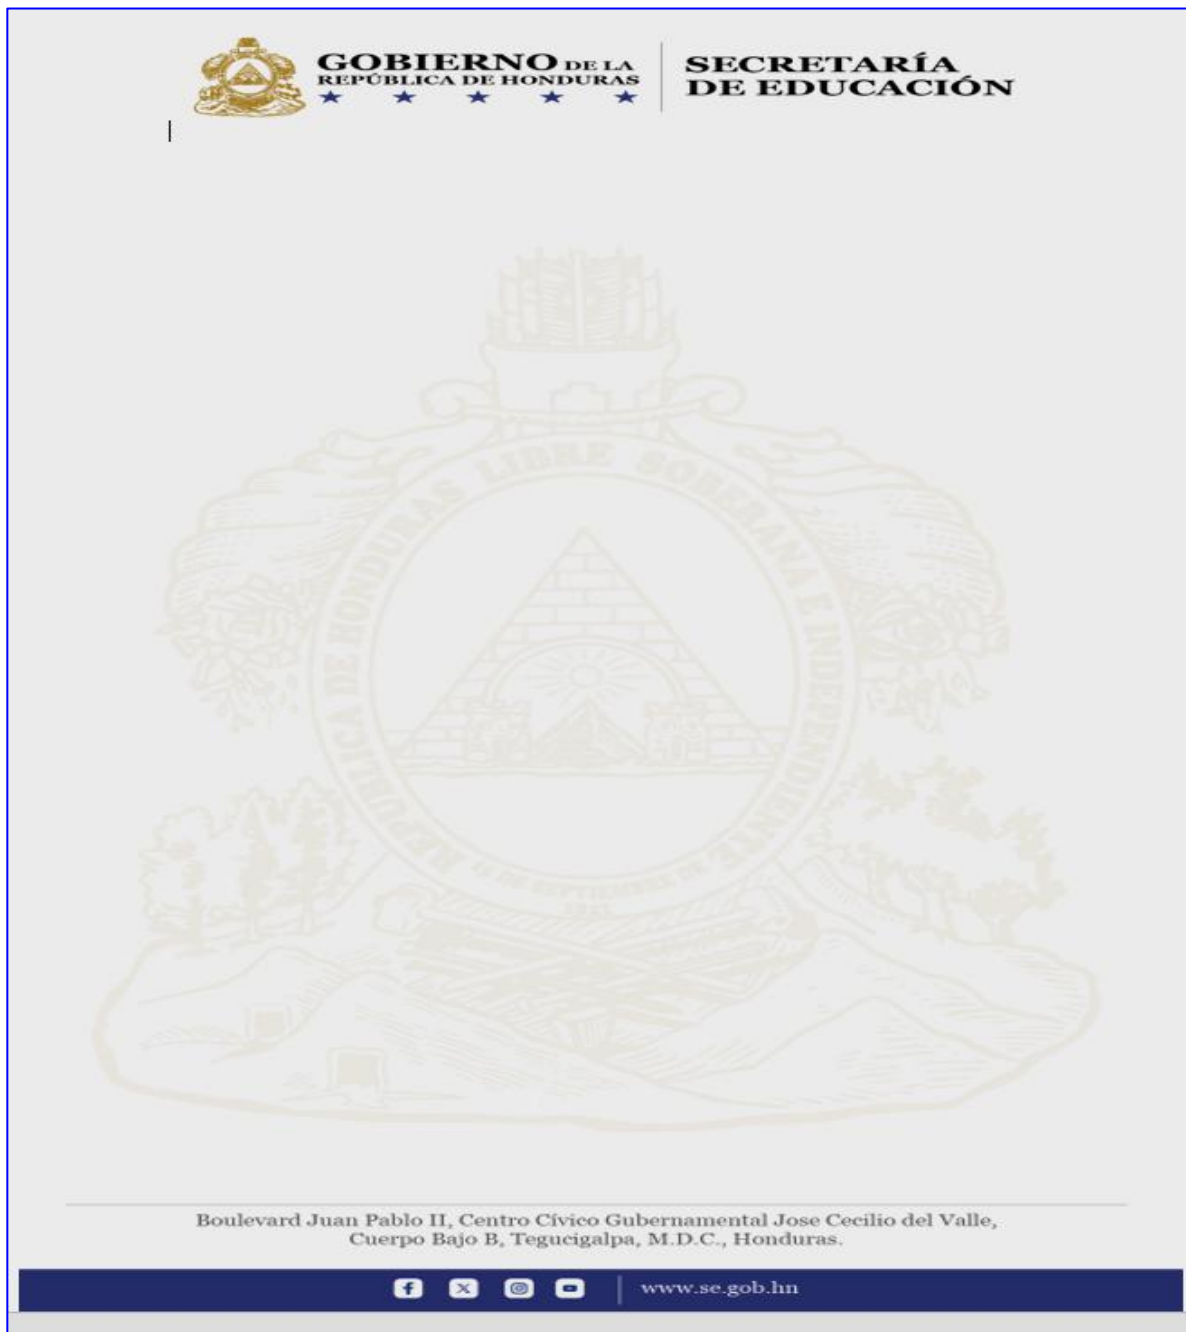 GOBIERNO DE LA
REPÚBLICA DE HONDURAS
SECRETARÍA
DE EDUCACIÓN
REPUBLICA DE HONDURAS LIBRE SOBERANA E INDEPENDIENTE
15 DE SEPTIEMBRE DE
1821
Boulevard Juan Pablo II, Centro Cívico Gubernamental Jose Cecilio del Valle,
Cuerpo Bajo B, Tegucigalpa, M.D.C., Honduras.
www.se.gob.hn